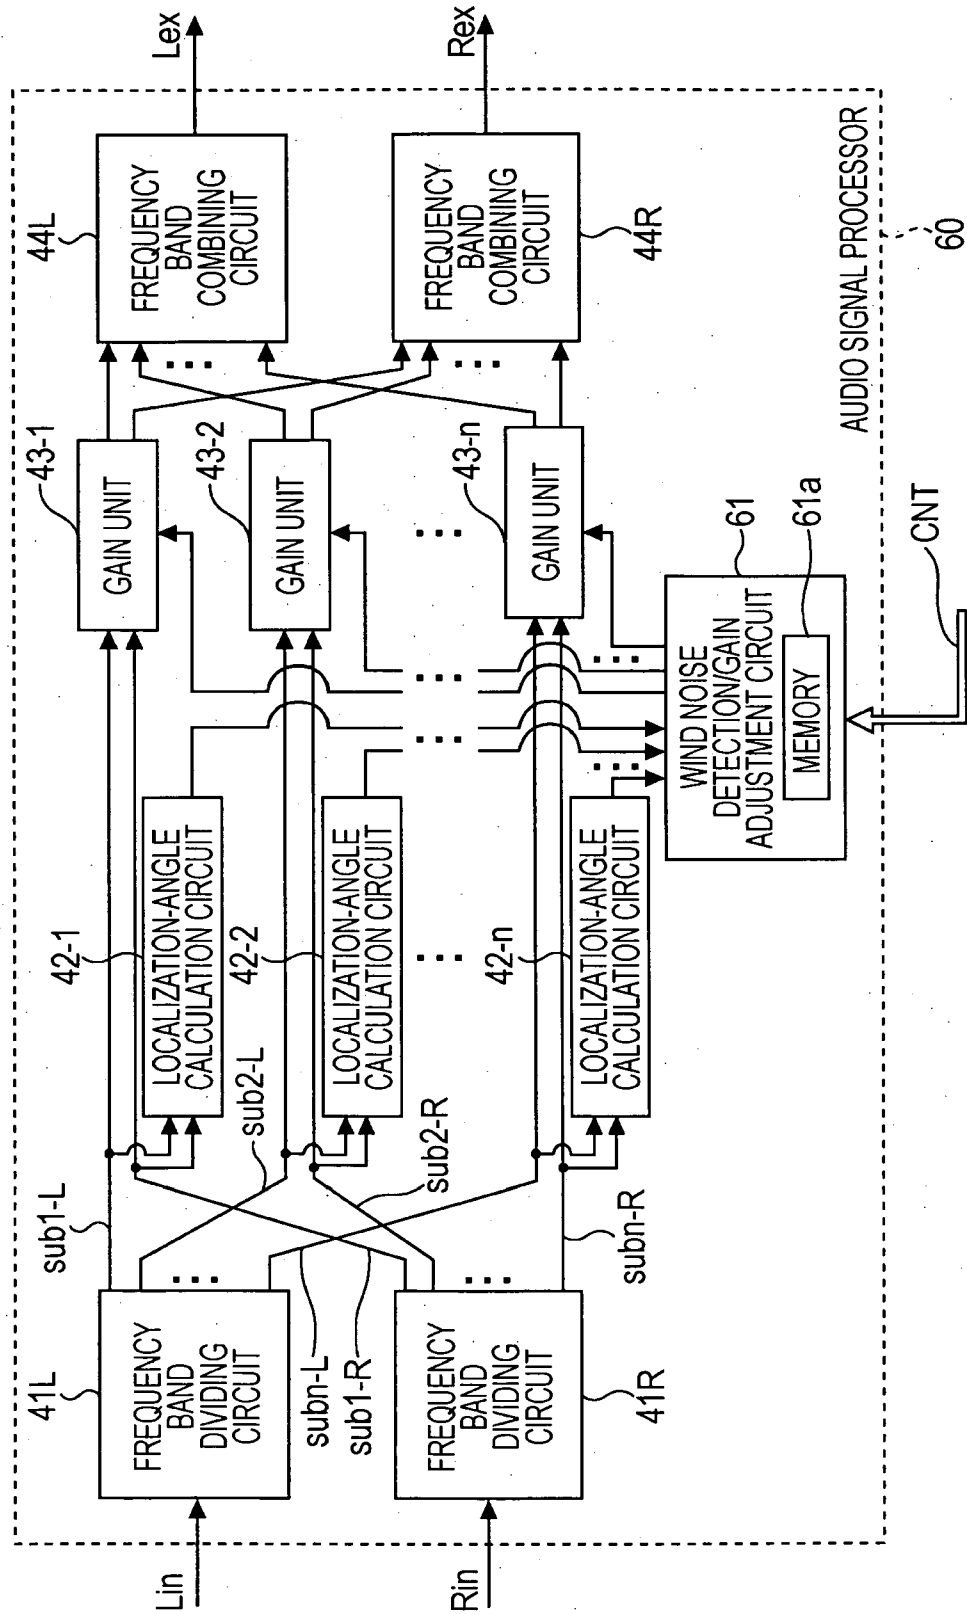 Lin
Rin
41L
FREQUENCY
BAND
DIVIDING
CIRCUIT
41R
FREQUENCY
BAND
DIVIDING
CIRCUIT
sub1-L
subn-L
sub1-R
sub2-L
sub2-R
subn-R
42-1
LOCALIZATION-ANGLE
CALCULATION CIRCUIT
42-2
LOCALIZATION-ANGLE
CALCULATION CIRCUIT
42-n
LOCALIZATION-ANGLE
CALCULATION CIRCUIT
43-1
GAIN UNIT
43-2
GAIN UNIT
43-n
GAIN UNIT
61
WIND NOISE
DETECTION/GAIN
ADJUSTMENT CIRCUIT
61a
MEMORY
CNT
44L
FREQUENCY
BAND
COMBINING
CIRCUIT
44R
FREQUENCY
BAND
COMBINING
CIRCUIT
Lex
Rex
AUDIO SIGNAL PROCESSOR
60